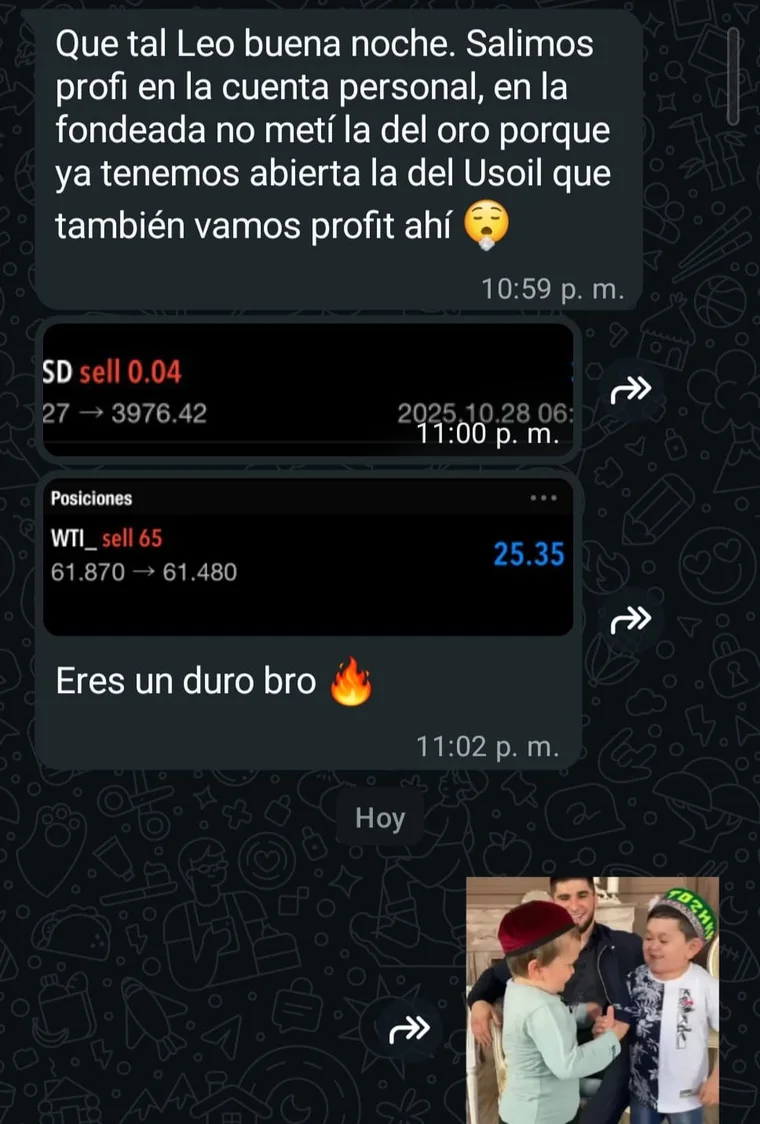 Que tal Leo buena noche. Salimos
profi en la cuenta personal, en la
fondeada no metí la del oro porque
ya tenemos abierta la del Usoil que
también vamos profit ahí 😮‍💨
10:59 p. m.
SD sell 0.04
27 → 3976.42
2025.10.28 06:
11:00 p. m.
Posiciones
WTI_ sell 65
61.870 → 61.480
25.35
Eres un duro bro 🔥
11:02 p. m.
Hoy